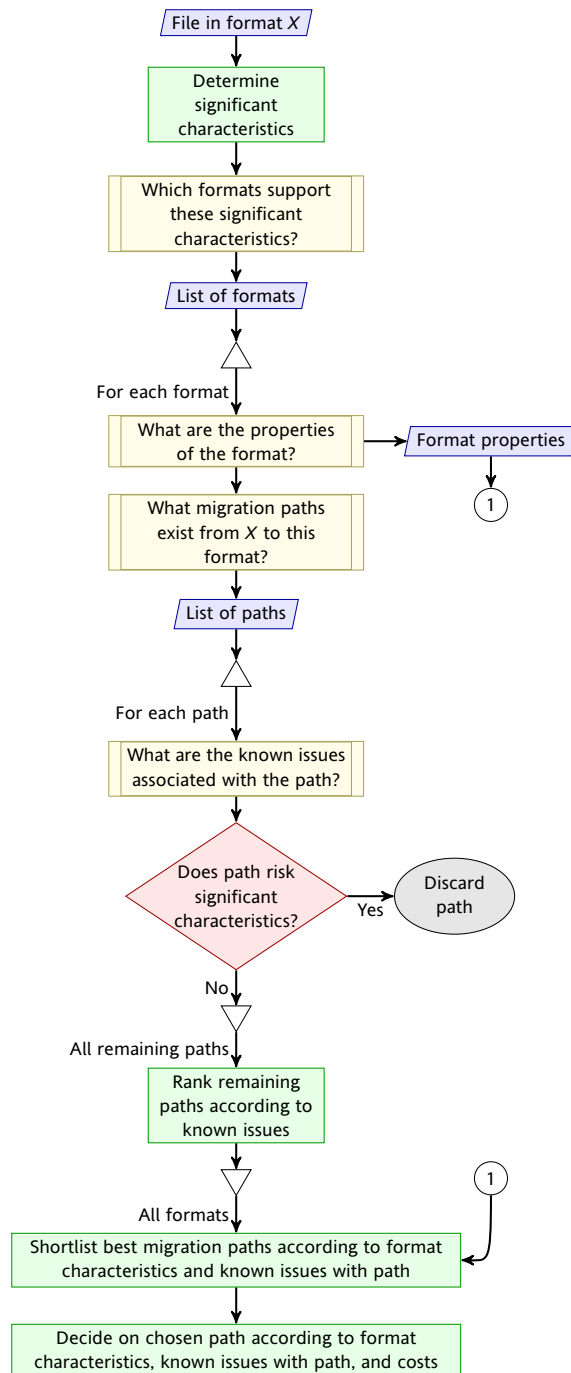 File in format X
Determine
significant
characteristics
Which formats support
these significant
characteristics?
List of formats
For each format
What are the properties
of the format?
Format properties
1
What migration paths
exist from X to this
format?
List of paths
For each path
What are the known issues
associated with the path?
Does path risk
significant
characteristics?
Yes
Discard
path
No
All remaining paths
Rank remaining
paths according to
known issues
1
All formats
Shortlist best migration paths according to format
characteristics and known issues with path
Decide on chosen path according to format
characteristics, known issues with path, and costs